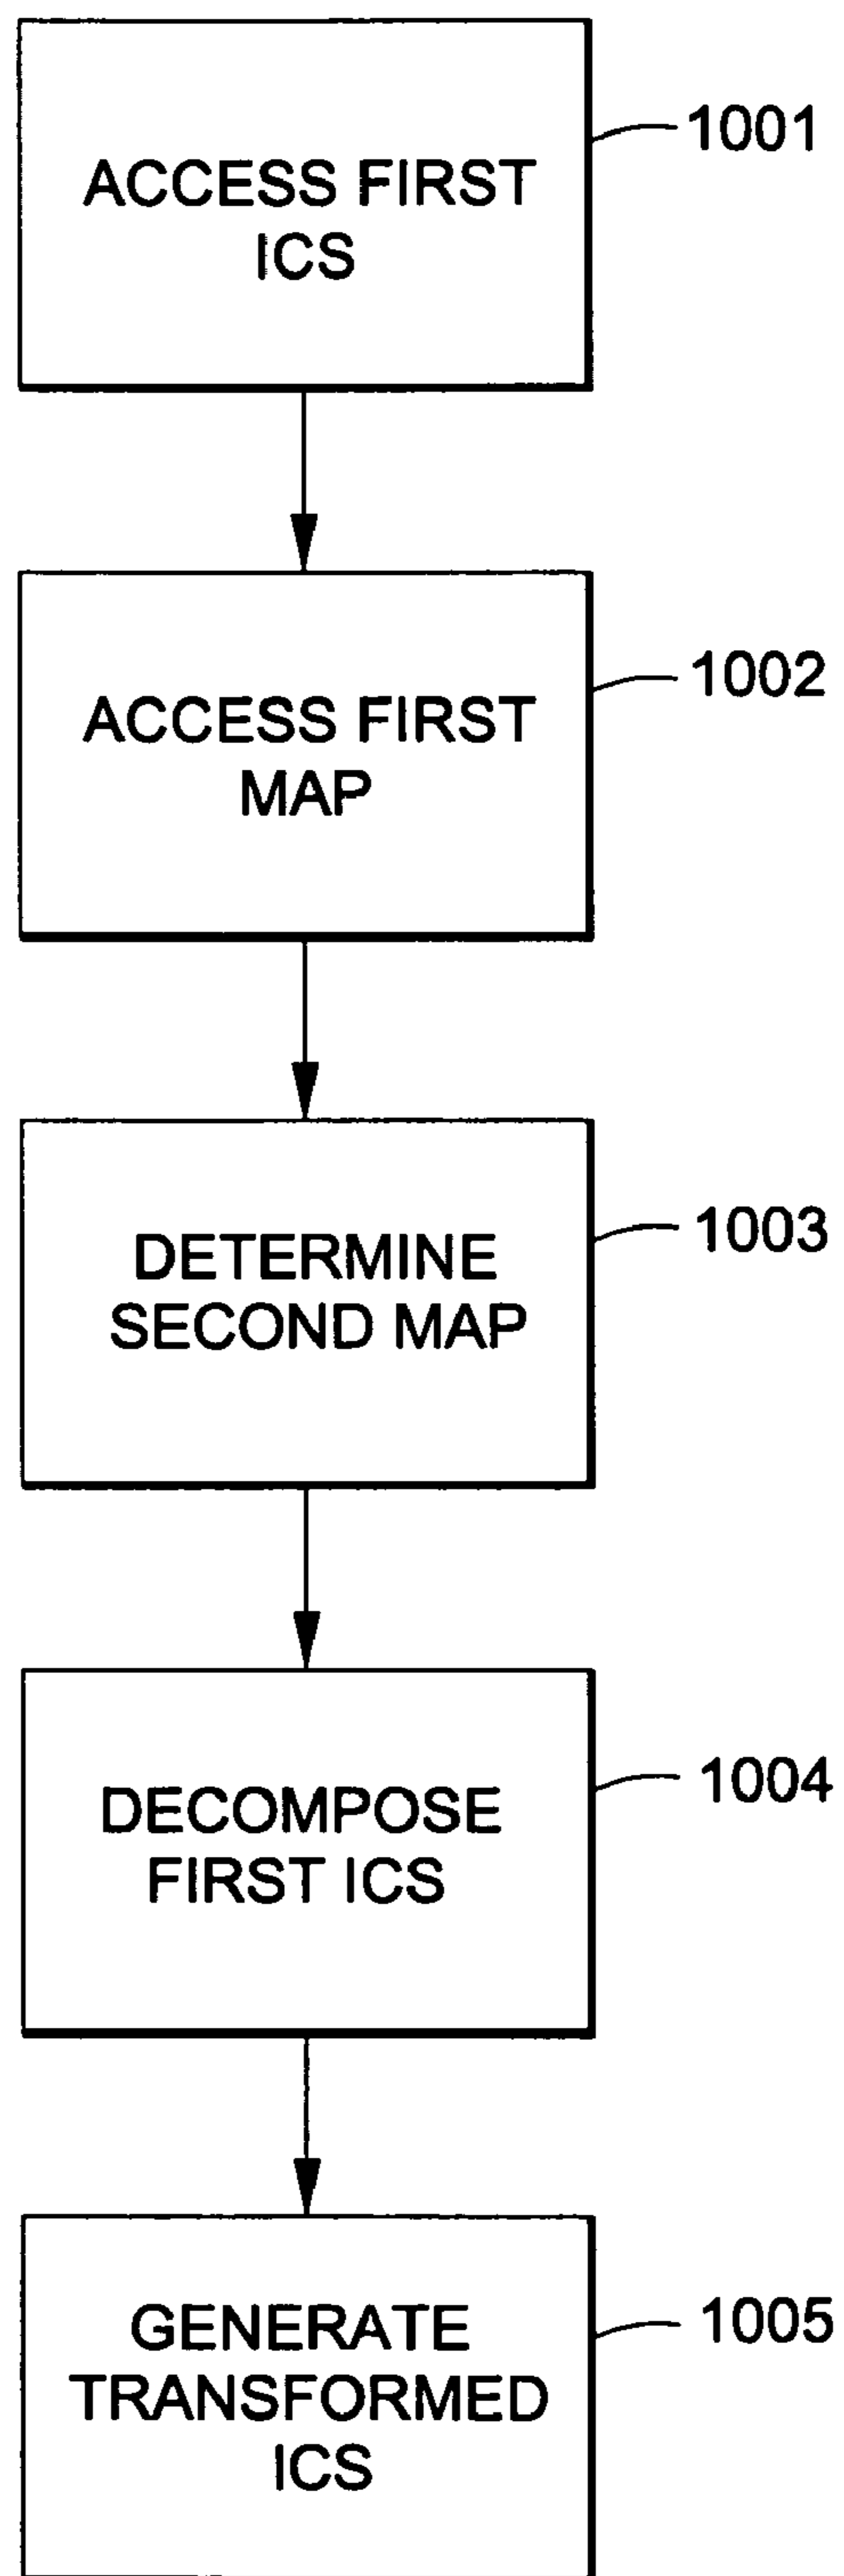 ACCESS FIRST
ICS
1001
ACCESS FIRST
MAP
1002
DETERMINE
SECOND MAP
1003
DECOMPOSE
FIRST ICS
1004
GENERATE
TRANSFORMED
ICS
1005